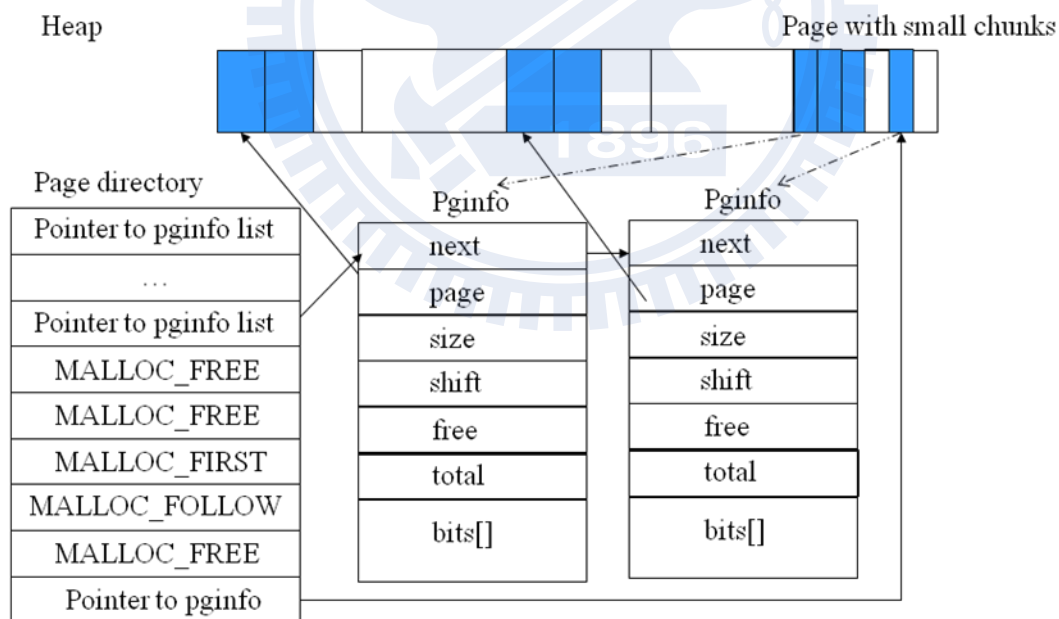 Heap
Page with small chunks
1896
Page directory
Pointer to pginfo list
...
Pointer to pginfo list
MALLOC_FREE
MALLOC_FREE
MALLOC_FIRST
MALLOC_FOLLOW
MALLOC_FREE
Pointer to pginfo
Pginfo
next
page
size
shift
free
total
bits[]
Pginfo
next
page
size
shift
free
total
bits[]